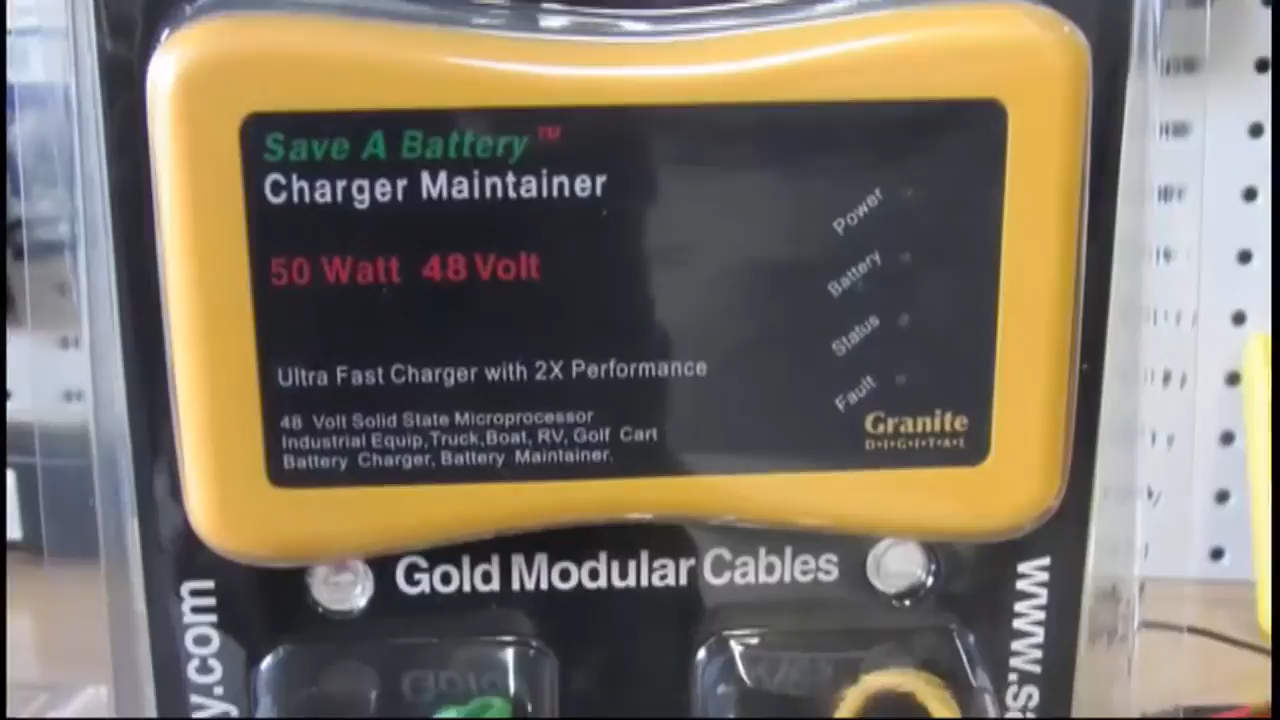 Save A Battery™
Charger Maintainer
50 Watt 48 Volt
Ultra Fast Charger with 2X Performance
48 Volt Solid State Microprocessor
Industrial Equip,Truck,Boat, RV, Golf Cart
Battery Charger, Battery Maintainer.
Power
Battery
Status
Fault
Granite
D•I•G•I•T•A•L
Gold Modular Cables
y.com
www.s